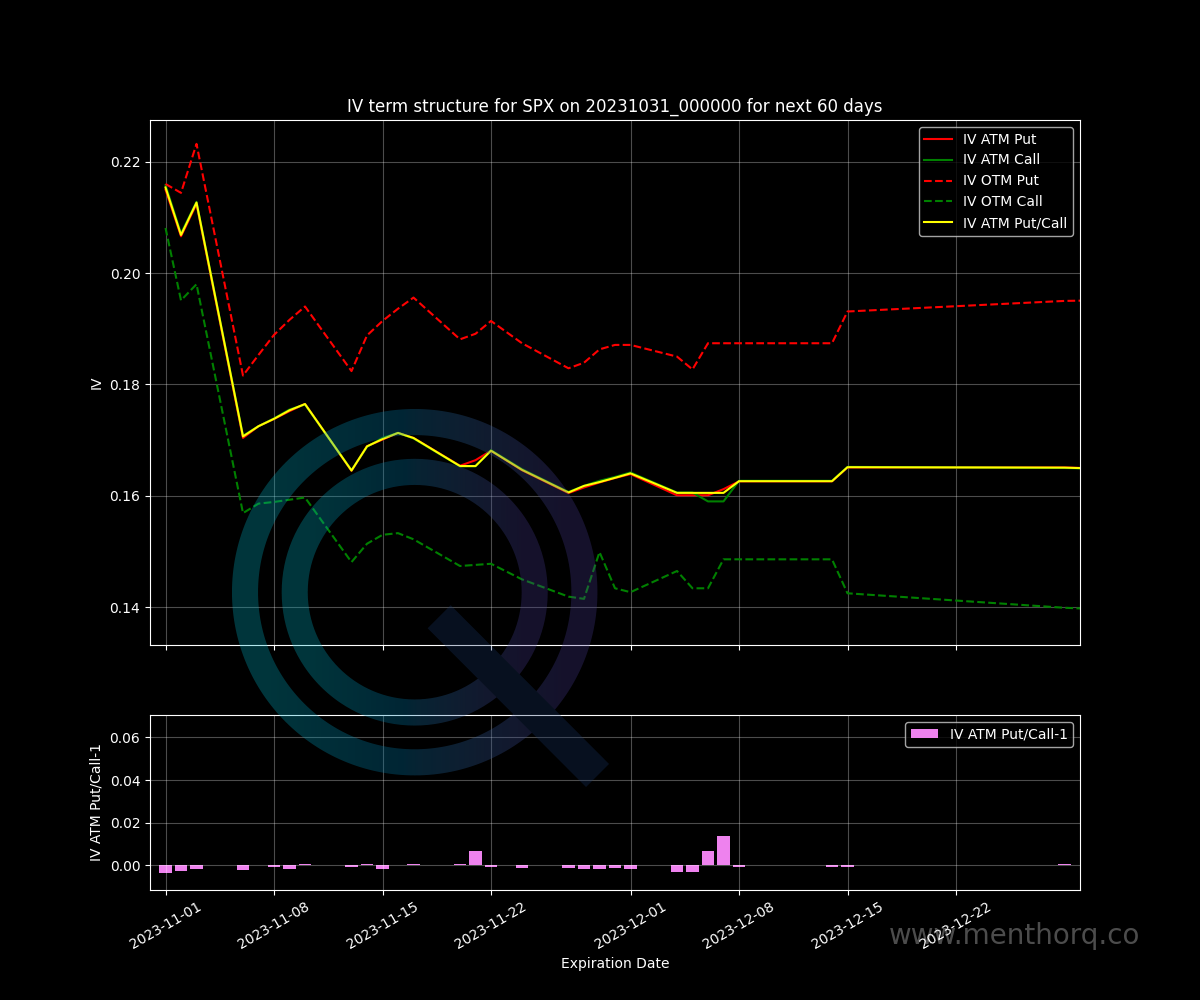 IV term structure for SPX on 20231031_000000 for next 60 days
IV ATM Put
IV ATM Call
IV OTM Put
IV OTM Call
IV ATM Put/Call
0.22
0.20
0.18
0.16
0.14
IV
IV ATM Put/Call-1
0.06
0.04
0.02
0.00
IV ATM Put/Call-1
2023-11-01
2023-11-08
2023-11-15
2023-11-22
2023-12-01
2023-12-08
2023-12-15
2023-12-22
www.menthorq.co
Expiration Date